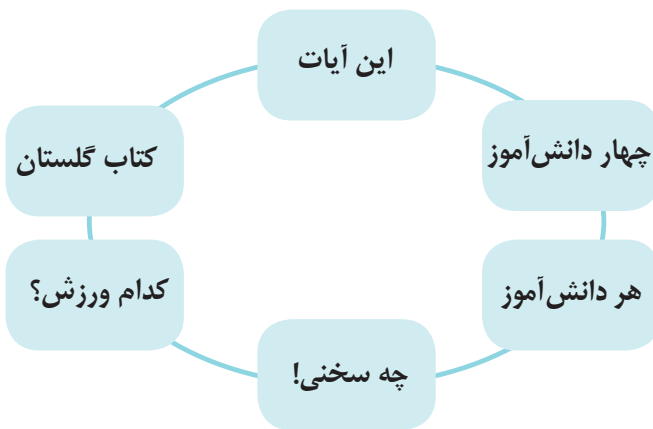 این آیات
چهار دانش‌آموز
کتاب گلستان
هر دانش‌آموز
کدام ورزش؟
چه سخنی!